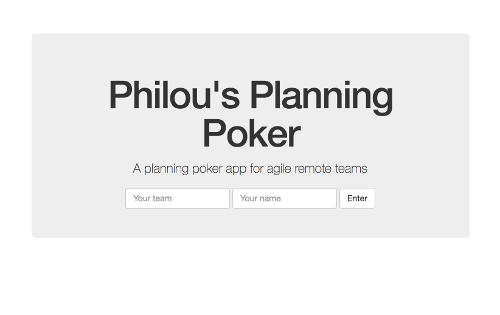 Philou's Planning
Poker
A planning poker app for agile remote teams
Your team Your name Enter